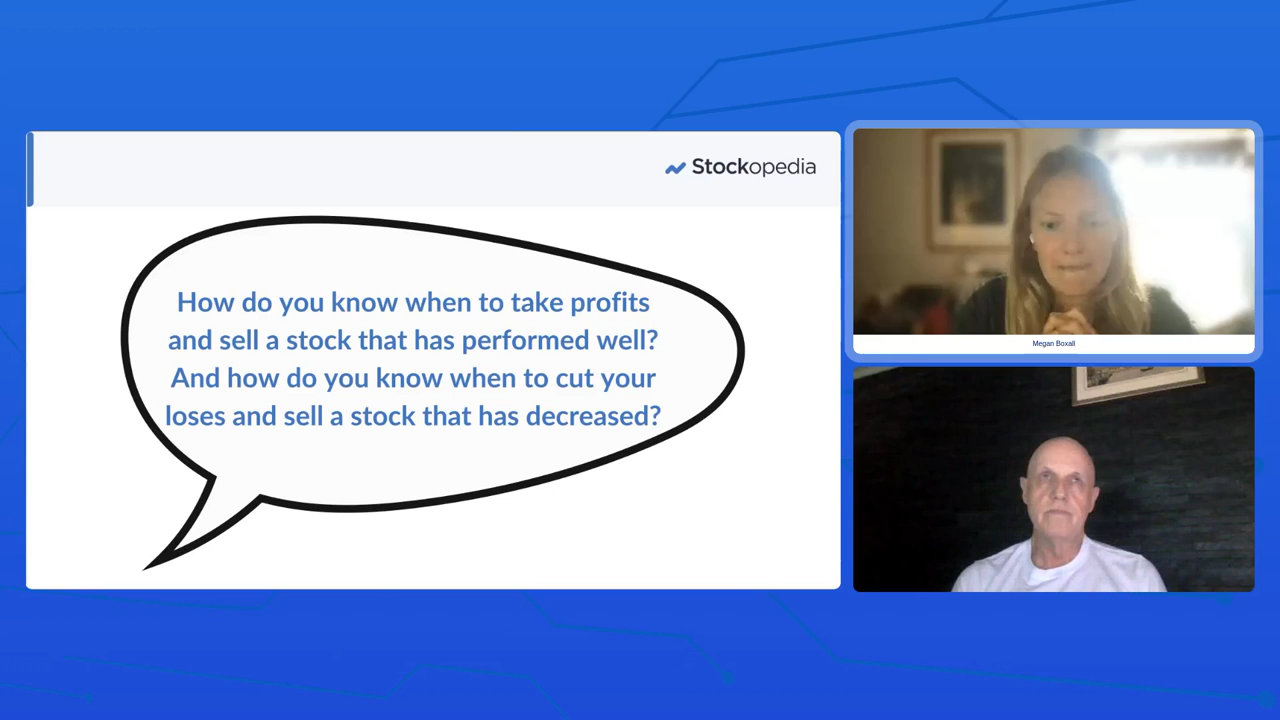 Stockopedia
How do you know when to take profits
and sell a stock that has performed well?
And how do you know when to cut your
loses and sell a stock that has decreased?
Megan Boxall